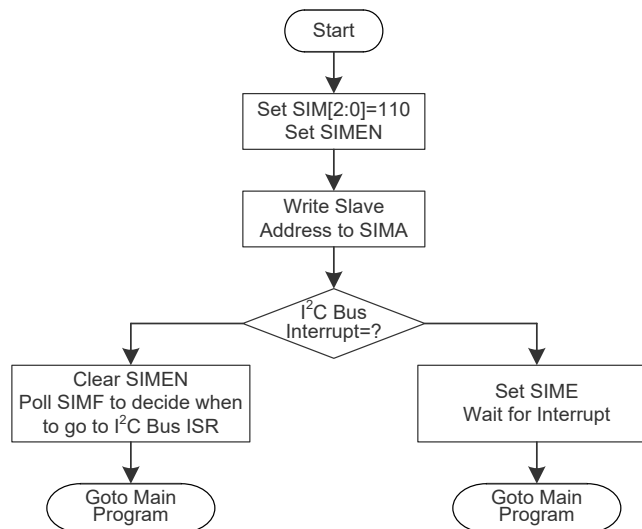 Start
Set SIM[2:0]=110
Set SIMEN
Write Slave
Address to SIMA
I²C Bus
Interrupt=?
Clear SIMEN
Poll SIMF to decide when
to go to I²C Bus ISR
Set SIME
Wait for Interrupt
Goto Main
Program
Goto Main
Program